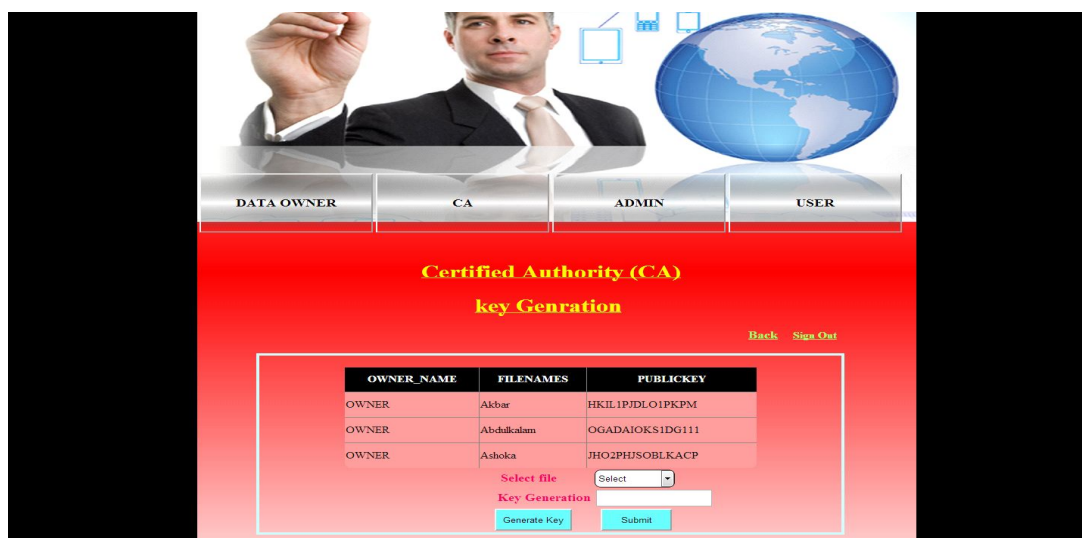 DATA OWNER CA ADMIN USER
Certified Authority (CA)
key Genration
Back Sign Out
OWNER_NAME FILENAMES PUBLICKEY
OWNER Akbar HKIL1PJDLO1PKPM
OWNER Abdulkalam OGADAIOKS1DG111
OWNER Ashoka JHO2PHJSOBLKACP
Select file Select
Key Generation
Generate Key Submit